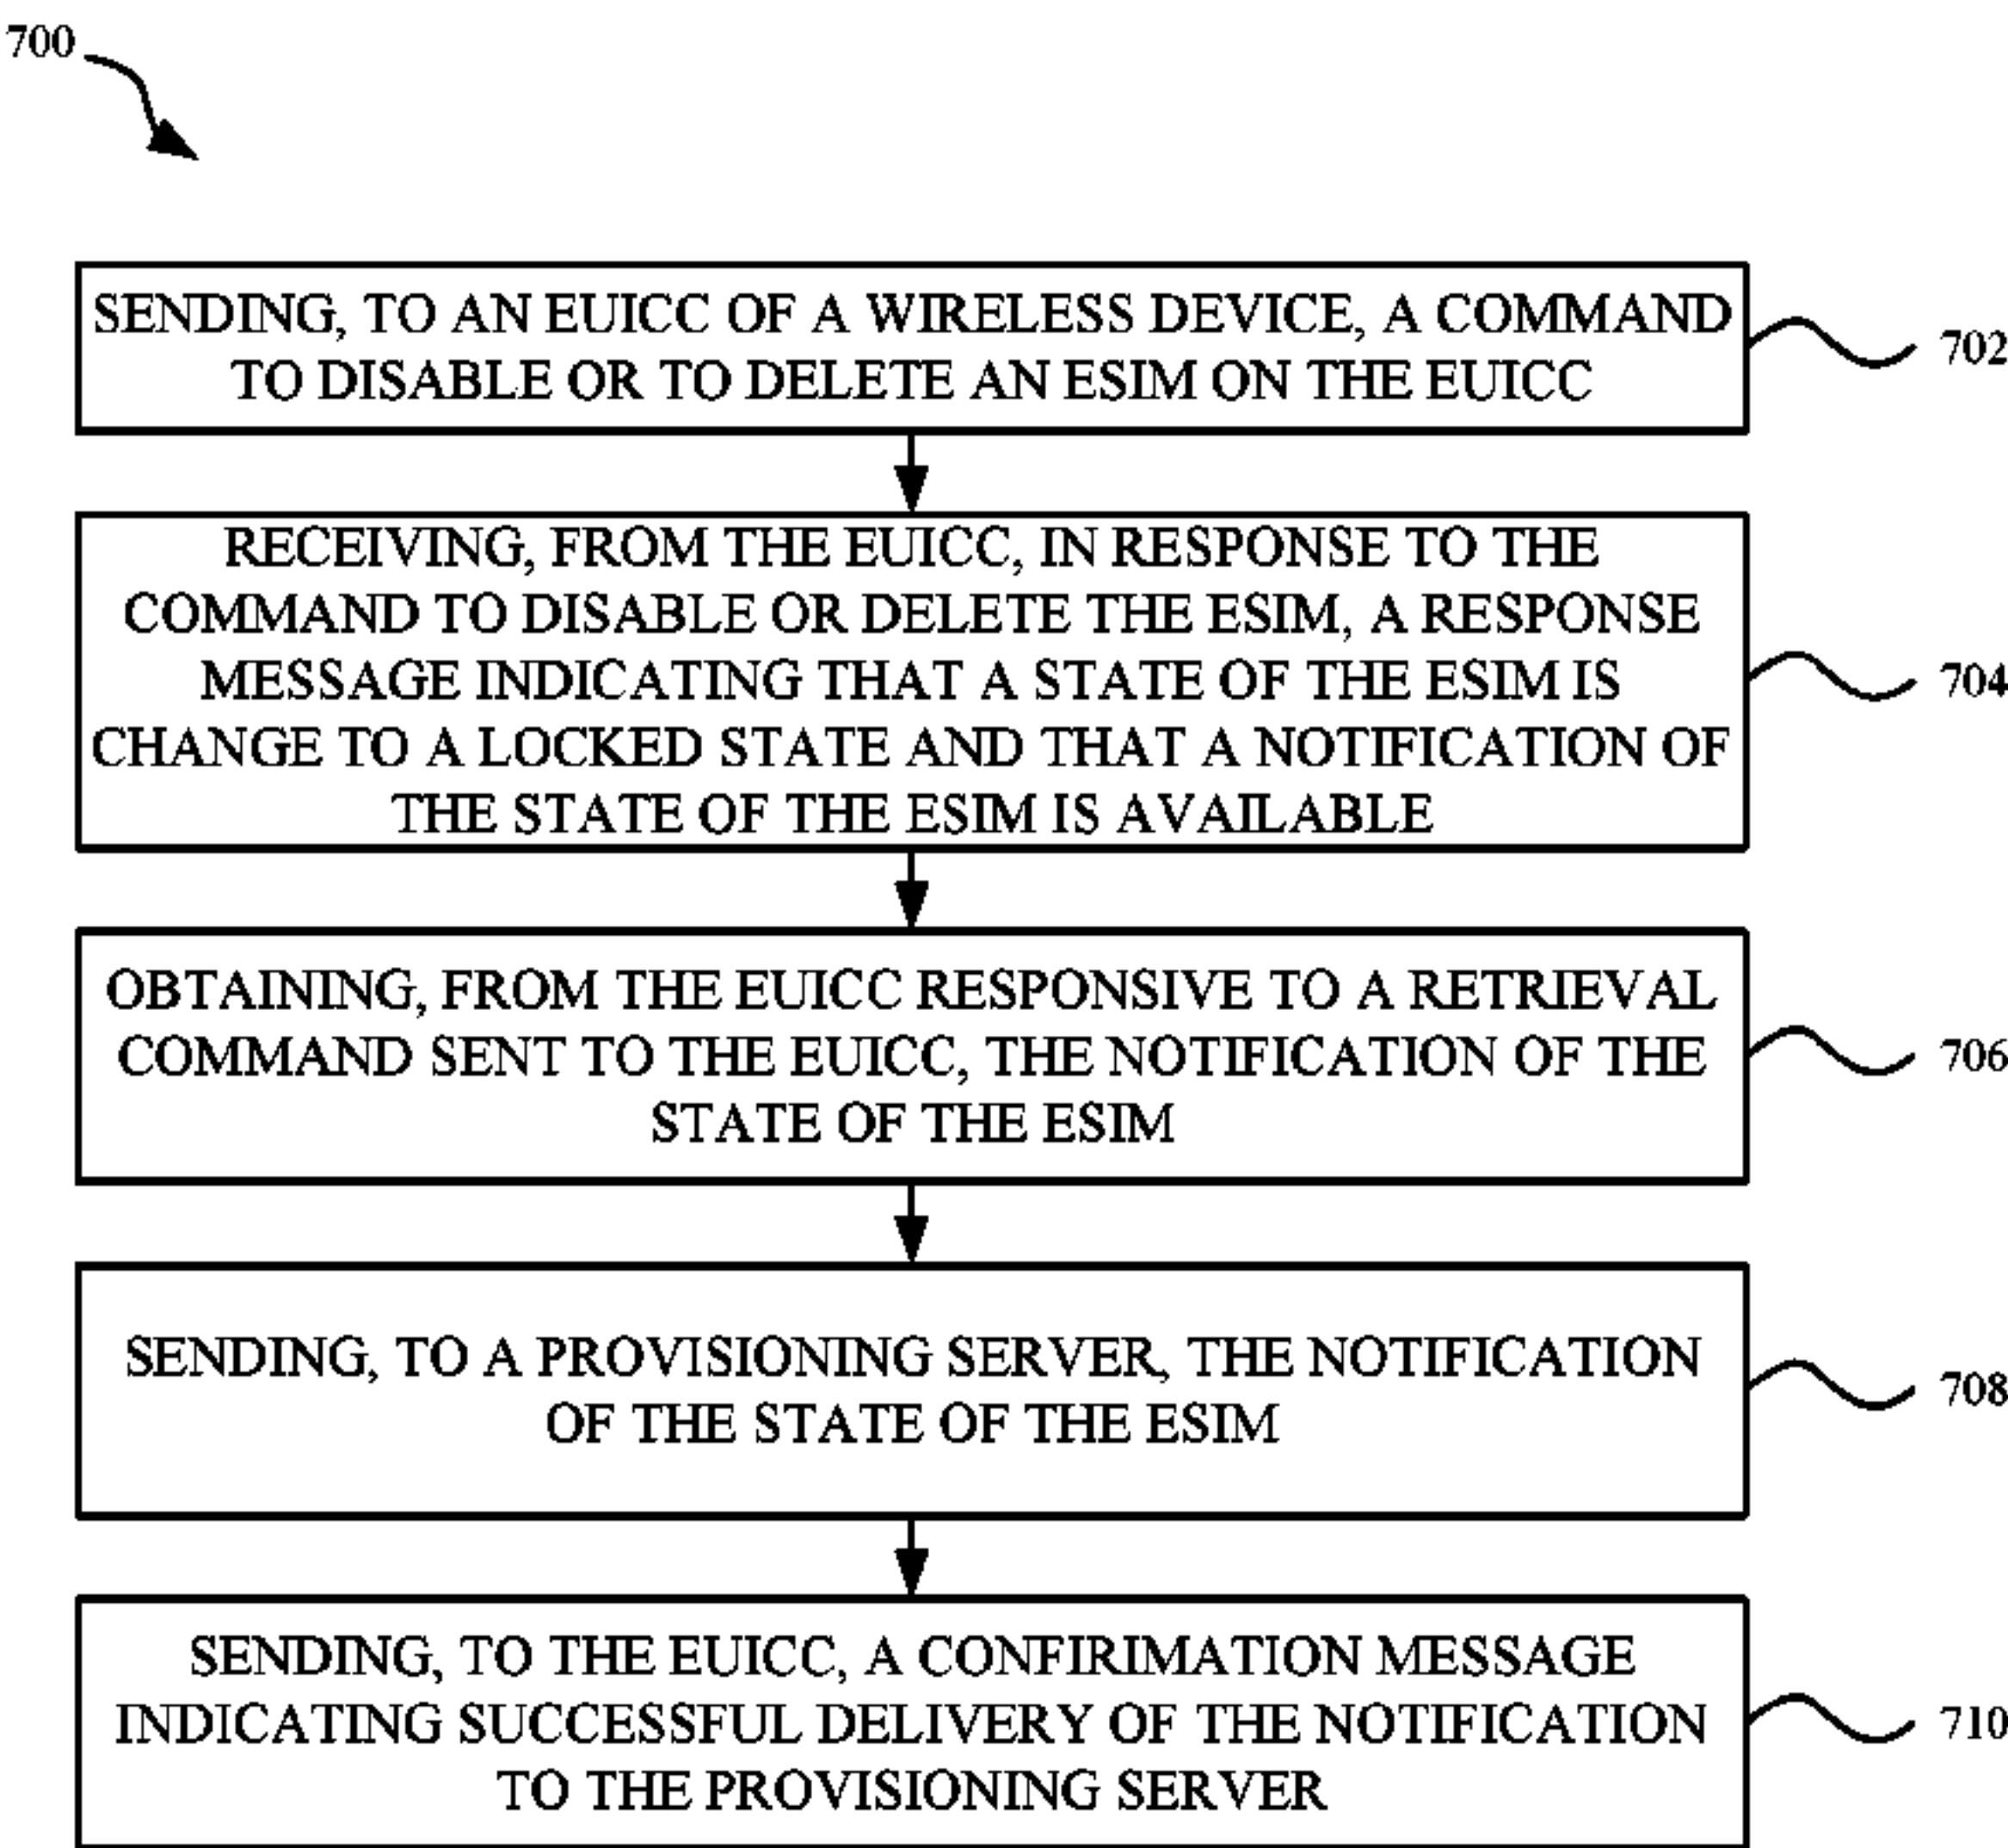 700
SENDING, TO AN EUICC OF A WIRELESS DEVICE, A COMMAND
TO DISABLE OR TO DELETE AN ESIM ON THE EUICC
702
RECEIVING, FROM THE EUICC, IN RESPONSE TO THE
COMMAND TO DISABLE OR DELETE THE ESIM, A RESPONSE
MESSAGE INDICATING THAT A STATE OF THE ESIM IS
CHANGE TO A LOCKED STATE AND THAT A NOTIFICATION OF
THE STATE OF THE ESIM IS AVAILABLE
704
OBTAINING, FROM THE EUICC RESPONSIVE TO A RETRIEVAL
COMMAND SENT TO THE EUICC, THE NOTIFICATION OF THE
STATE OF THE ESIM
706
SENDING, TO A PROVISIONING SERVER, THE NOTIFICATION
OF THE STATE OF THE ESIM
708
SENDING, TO THE EUICC, A CONFIRIMATION MESSAGE
INDICATING SUCCESSFUL DELIVERY OF THE NOTIFICATION
TO THE PROVISIONING SERVER
710